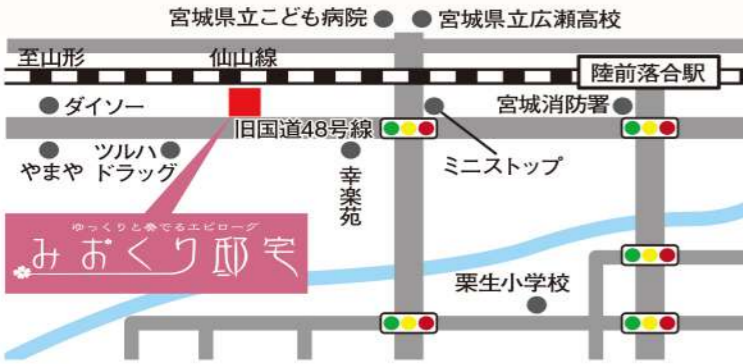 宮城県立こども病院
宮城県立広瀬高校
至山形
仙山線
陸前落合駅
ダイソー
宮城消防署
旧国道48号線
やまや
ツルハ
ドラッグ
幸楽苑
ミニストップ
ゆっくりと奏でるエピローグ
みおくり邸宅
栗生小学校